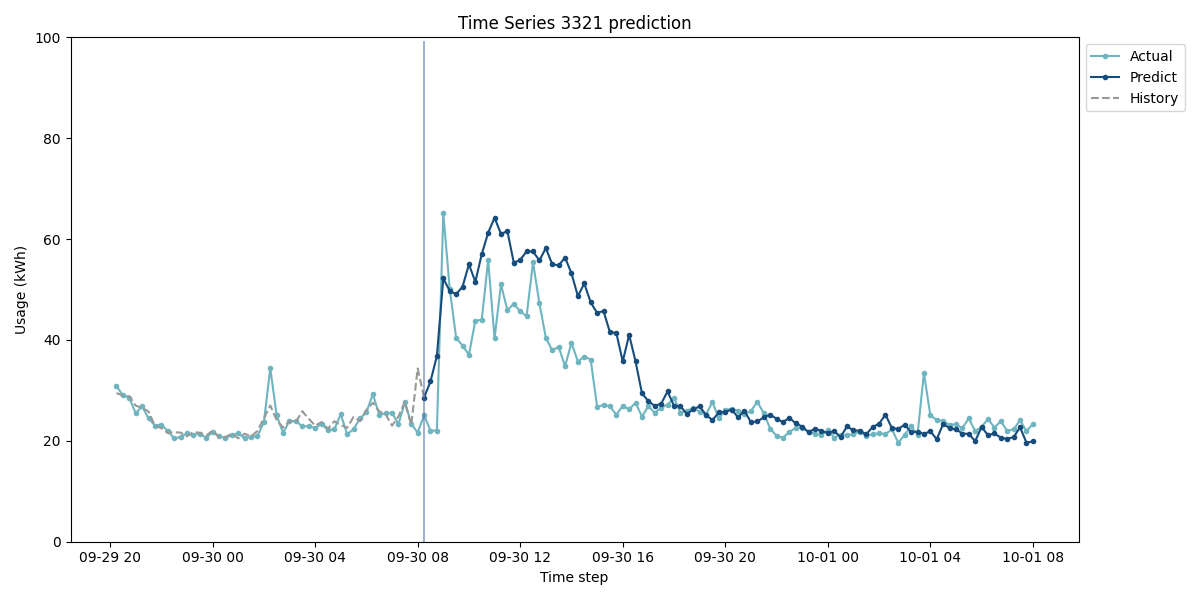 Time Series 3321 prediction
100
80
60
40
20
0
Usage (kWh)
09-29 20
09-30 00
09-30 04
09-30 08
09-30 12
09-30 16
09-30 20
10-01 00
10-01 04
10-01 08
Time step
Actual
Predict
History